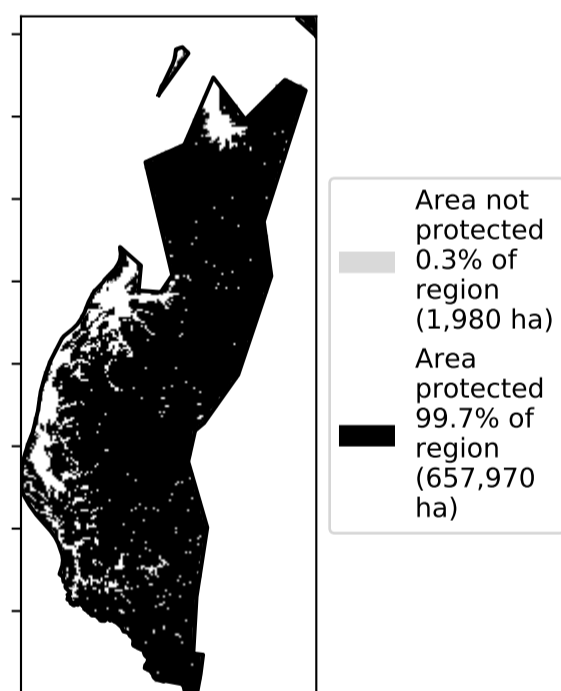 Area not
protected
0.3% of
region
(1,980 ha)
Area
protected
99.7% of
region
(657,970
ha)